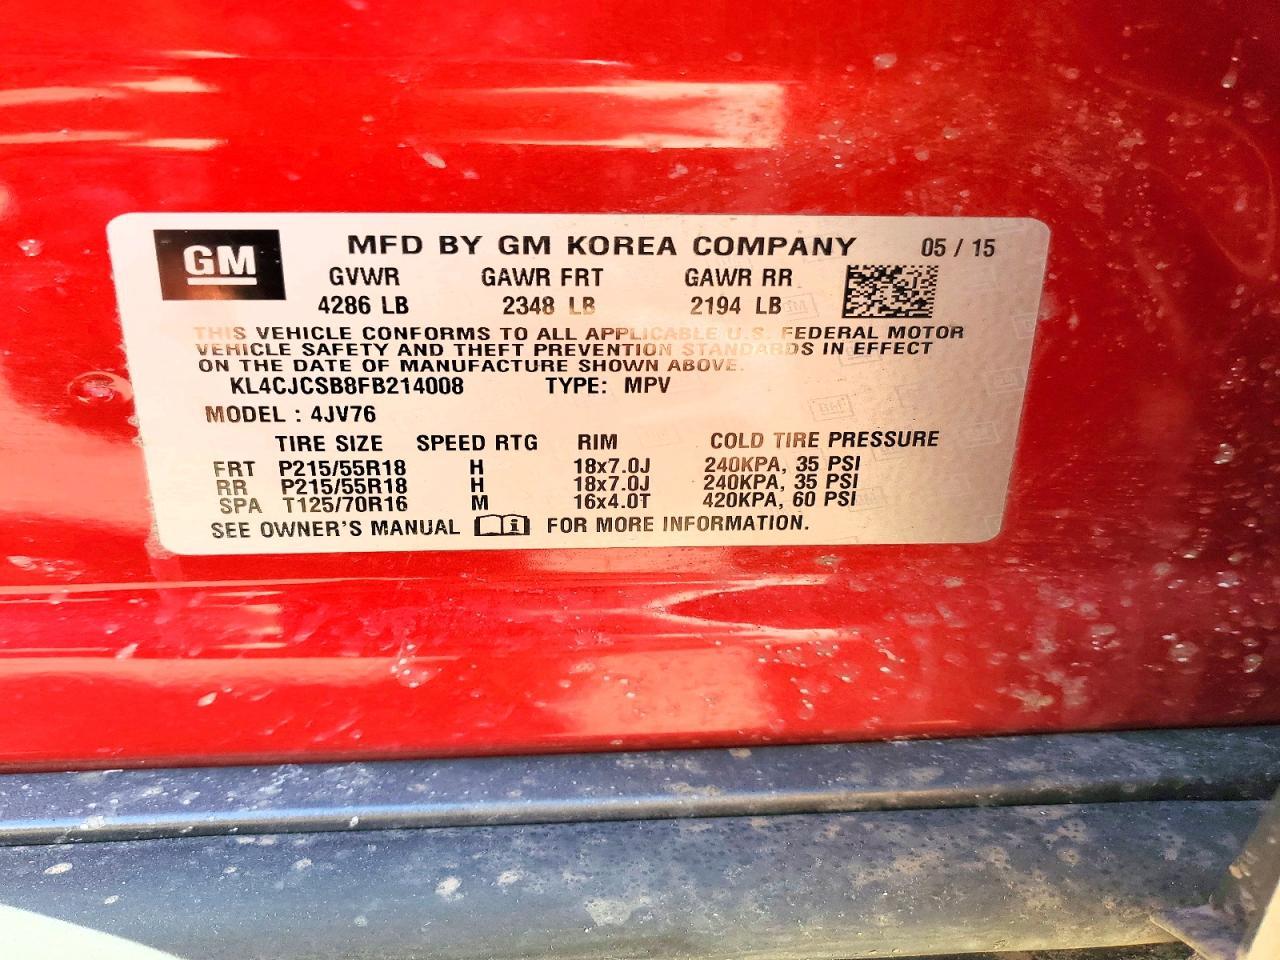 GM MFD BY GM KOREA COMPANY 05 / 15
GVWR GAWR FRT GAWR RR
4286 LB 2348 LB 2194 LB
THIS VEHICLE CONFORMS TO ALL APPLICABLE U.S. FEDERAL MOTOR
VEHICLE SAFETY AND THEFT PREVENTION STANDARDS IN EFFECT
ON THE DATE OF MANUFACTURE SHOWN ABOVE.
KL4CJCSB8FB214008 TYPE: MPV
MODEL : 4JV76
TIRE SIZE SPEED RTG RIM COLD TIRE PRESSURE
FRT P215/55R18 H 18x7.0J 240KPA, 35 PSI
RR P215/55R18 H 18x7.0J 240KPA, 35 PSI
SPA T125/70R16 M 16x4.0T 420KPA, 60 PSI
SEE OWNER'S MANUAL FOR MORE INFORMATION.